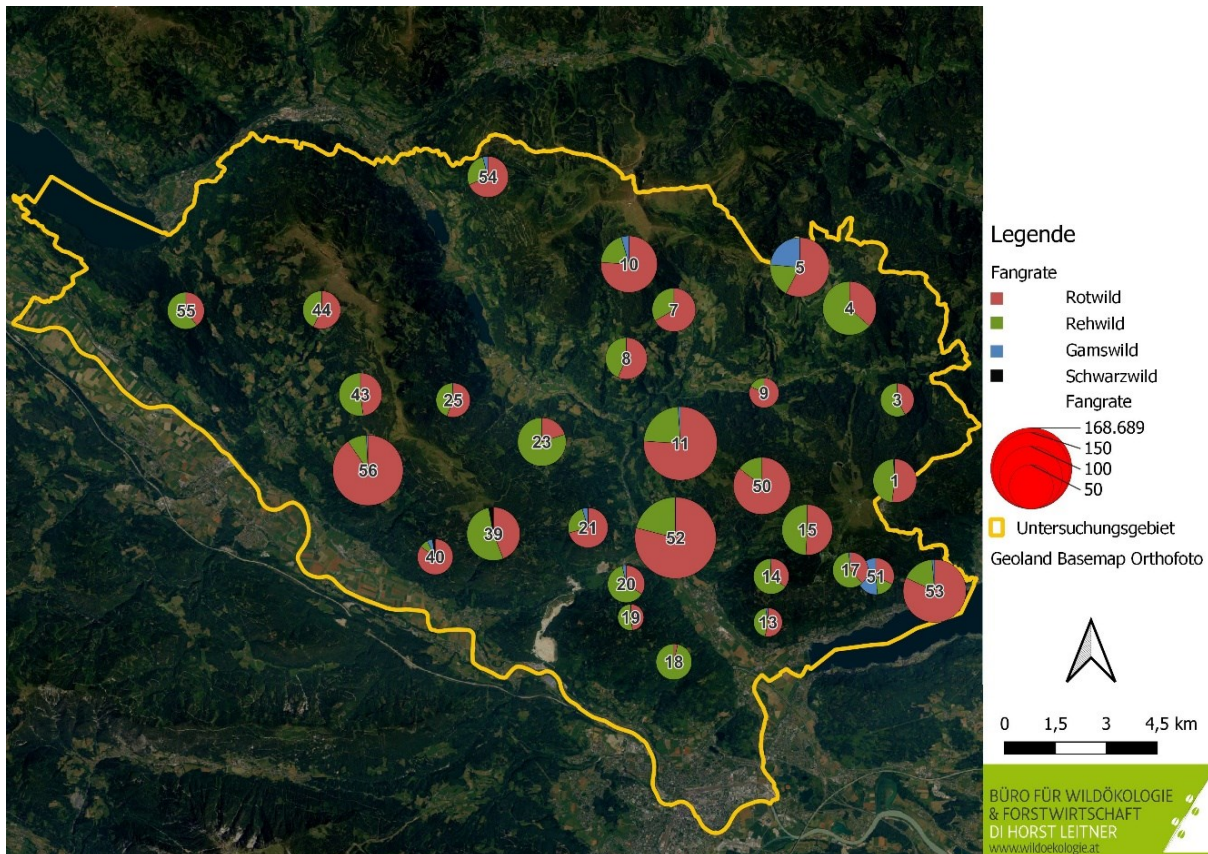 54
10
5
7
4
55
44
8
43
25
9
3
23
11
56
50
1
39
21
52
15
40
20
14
17
51
53
19
13
18
Legende
Fangrate
Rotwild
Rehwild
Gamswild
Schwarzwild
Fangrate
168.689
150
100
50
Untersuchungsgebiet
Geoland Basemap Orthofoto
0 1,5 3 4,5 km
BÜRO FÜR WILDÖKOLOGIE
& FORSTWIRTSCHAFT
DI HORST LEITNER
www.wildoekologie.at